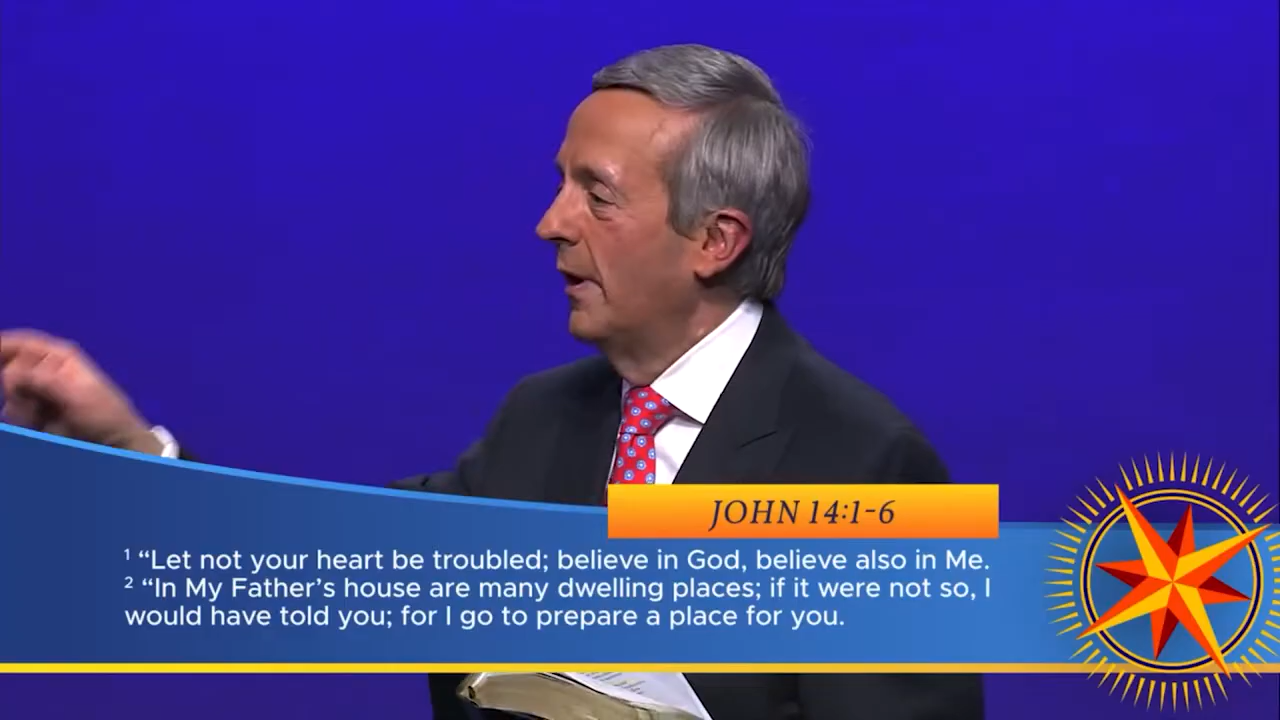 JOHN 14:1-6
¹ “Let not your heart be troubled; believe in God, believe also in Me.
² “In My Father’s house are many dwelling places; if it were not so, I
would have told you; for I go to prepare a place for you.